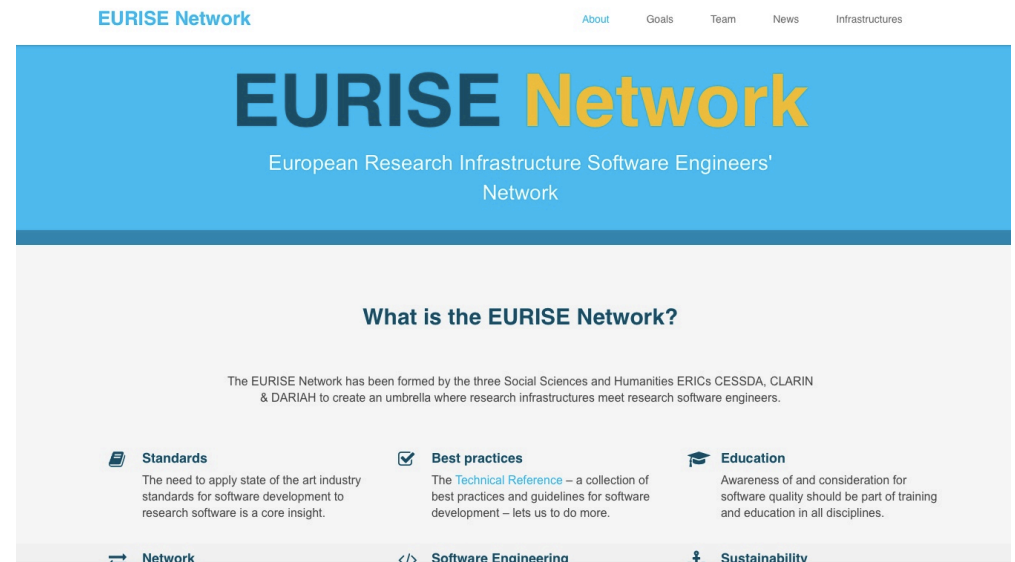 EURISE Network
About
Goals
Team
News
Infrastructures
EURISE Network
European Research Infrastructure Software Engineers'
Network
What is the EURISE Network?
The EURISE Network has been formed by the three Social Sciences and Humanities ERICs CESSDA, CLARIN
& DARIAH to create an umbrella where research infrastructures meet research software engineers.
Standards
The need to apply state of the art industry
standards for software development to
research software is a core insight.
Best practices
The Technical Reference – a collection of
best practices and guidelines for software
development – lets us to do more.
Education
Awareness of and consideration for
software quality should be part of training
and education in all disciplines.
Network
Software Engineering
Sustainability